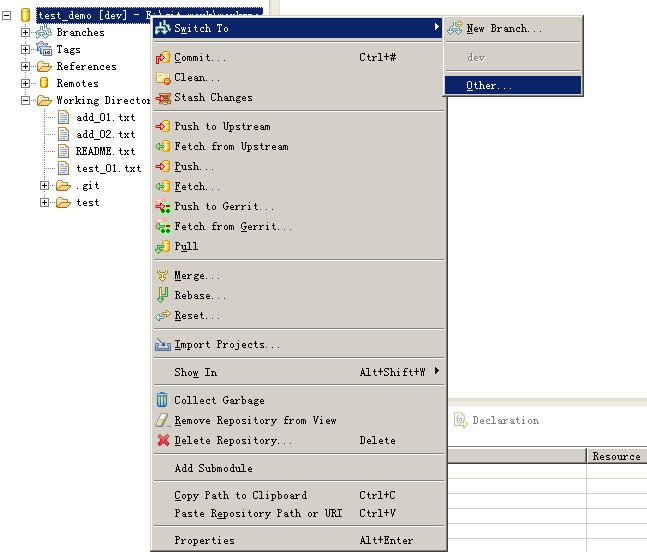 test_demo [dev] -
Branches
Tags
References
Remotes
Working Director
add_01.txt
add_02.txt
README.txt
test_01.txt
.git
test
Switch To
Commit... Ctrl+#
Clean...
Stash Changes
Push to Upstream
Fetch from Upstream
Push...
Fetch...
Push to Gerrit...
Fetch from Gerrit...
Pull
Merge...
Rebase...
Reset...
Import Projects...
Show In Alt+Shift+W
Collect Garbage
Remove Repository from View
Delete Repository... Delete
Add Submodule
Copy Path to Clipboard Ctrl+C
Paste Repository Path or URI Ctrl+V
Properties Alt+Enter
New Branch...
dev
Other...
Declaration
Resource